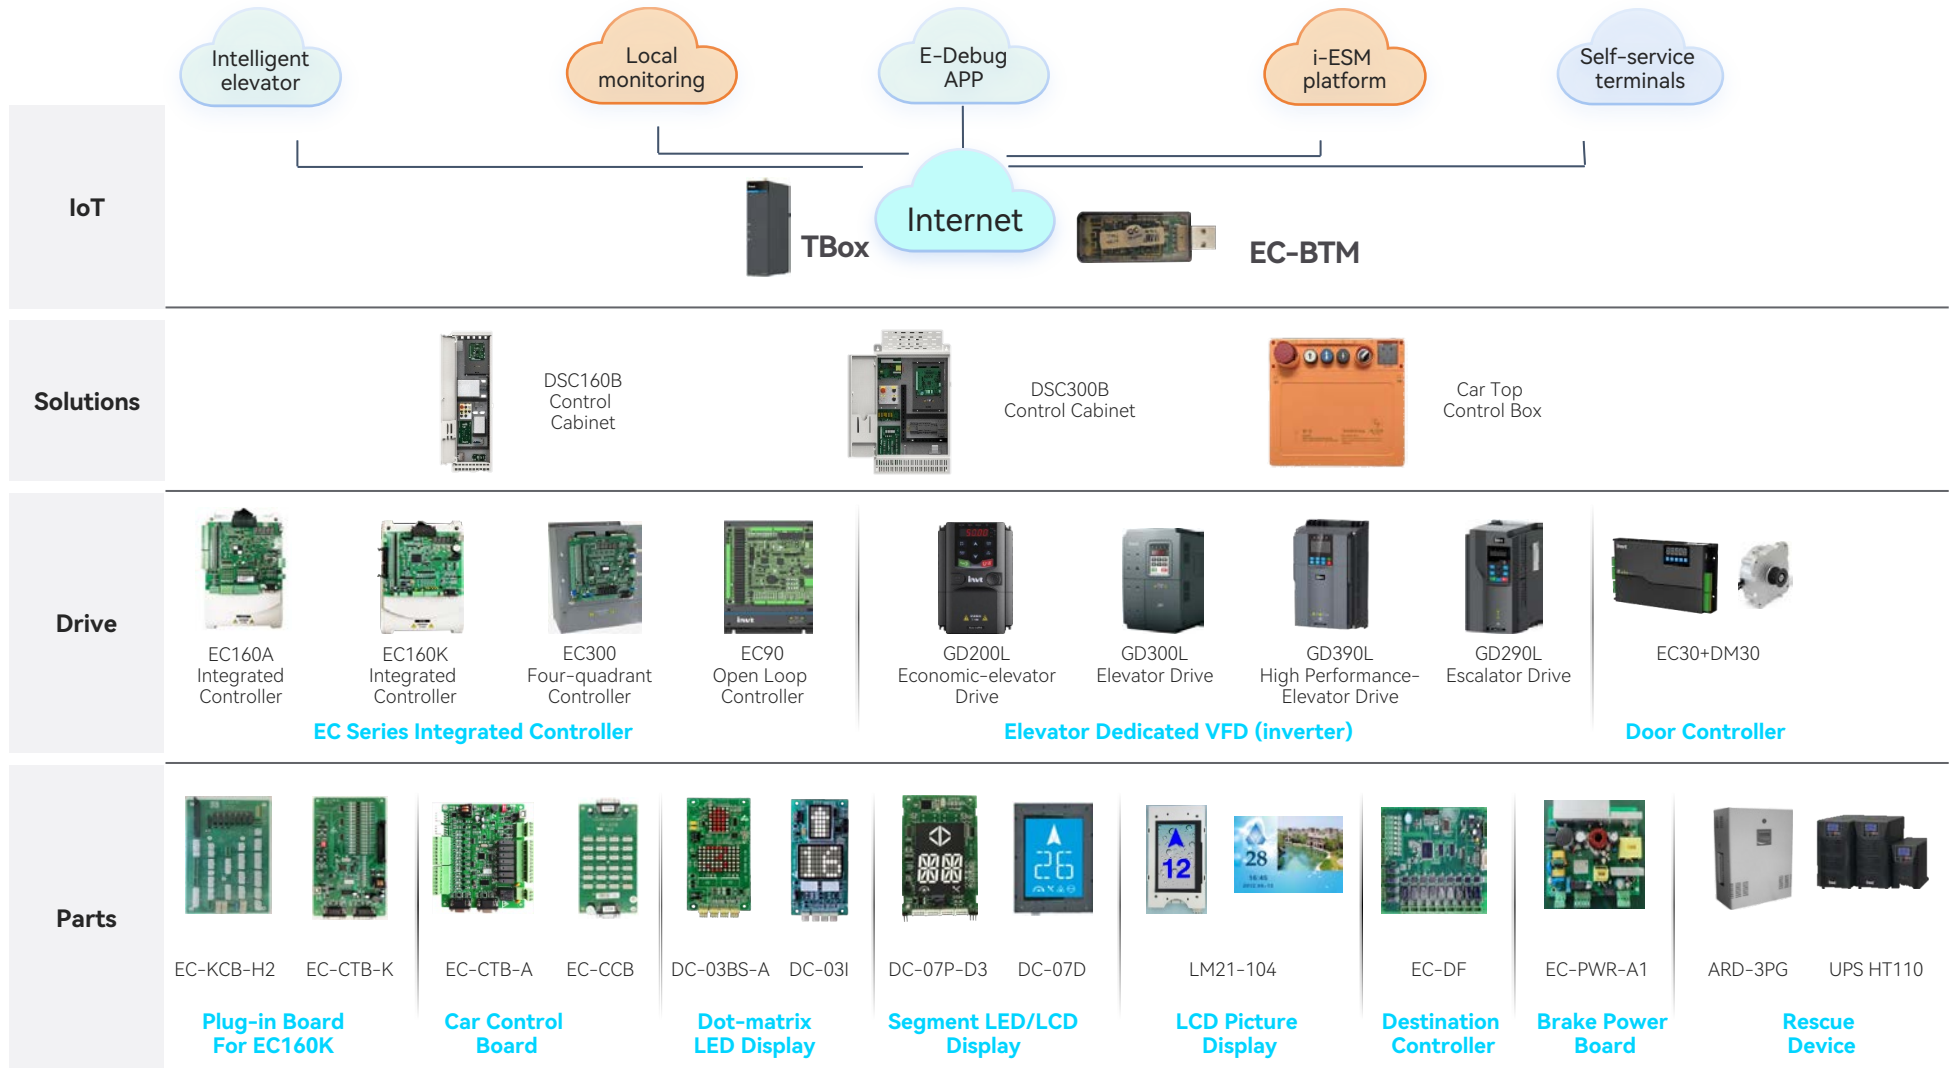 Intelligent
elevator
Local
monitoring
E-Debug
APP
i-ESM
platform
Self-service
terminals
IoT
TBox
Internet
EC-BTM
Solutions
DSC160B
Control
Cabinet
DSC300B
Control Cabinet
Car Top
Control Box
Drive
invt
invt
EC160A
Integrated
Controller
EC160K
Integrated
Controller
EC300
Four-quadrant
Controller
EC90
Open Loop
Controller
GD200L
Economic-elevator
Drive
GD300L
Elevator Drive
GD390L
High Performance-
Elevator Drive
GD290L
Escalator Drive
EC30+DM30
EC Series Integrated Controller
Elevator Dedicated VFD (inverter)
Door Controller
Parts
26
12
28
EC-KCB-H2
EC-CTB-K
EC-CTB-A
EC-CCB
DC-03BS-A
DC-03I
DC-07P-D3
DC-07D
LM21-104
EC-DF
EC-PWR-A1
ARD-3PG
UPS HT110
Plug-in Board
For EC160K
Car Control
Board
Dot-matrix
LED Display
Segment LED/LCD
Display
LCD Picture
Display
Destination
Controller
Brake Power
Board
Rescue
Device